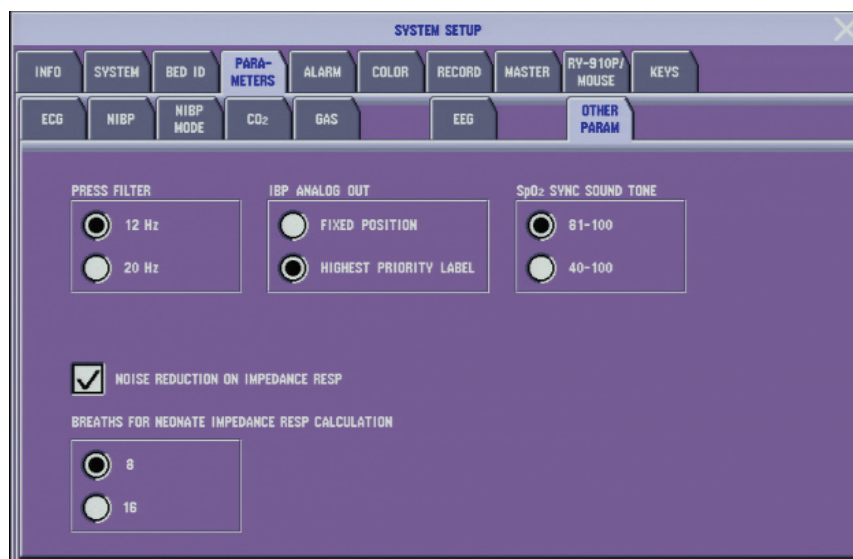 SYSTEM SETUP
INFO
SYSTEM
BED ID
PARA-
METERS
ALARM
COLOR
RECORD
MASTER
RY-910P/
MOUSE
KEYS
ECG
NIBP
NIBP
MODE
CO2
GAS
EEG
OTHER
PARAM
PRESS FILTER
12 Hz
20 Hz
IBP ANALOG OUT
FIXED POSITION
HIGHEST PRIORITY LABEL
SpO2 SYNC SOUND TONE
81-100
40-100
NOISE REDUCTION ON IMPEDANCE RESP
BREATHS FOR NEONATE IMPEDANCE RESP CALCULATION
8
16